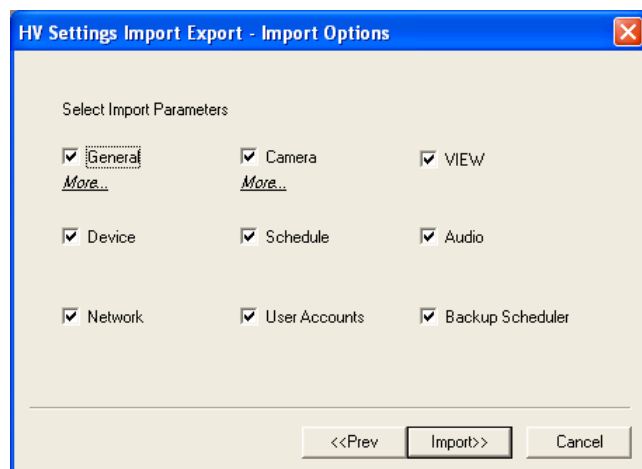 HV Settings Import Export - Import Options
Select Import Parameters
General
Camera
VIEW
More...
More...
Device
Schedule
Audio
Network
User Accounts
Backup Scheduler
<<Prev
Import>>
Cancel